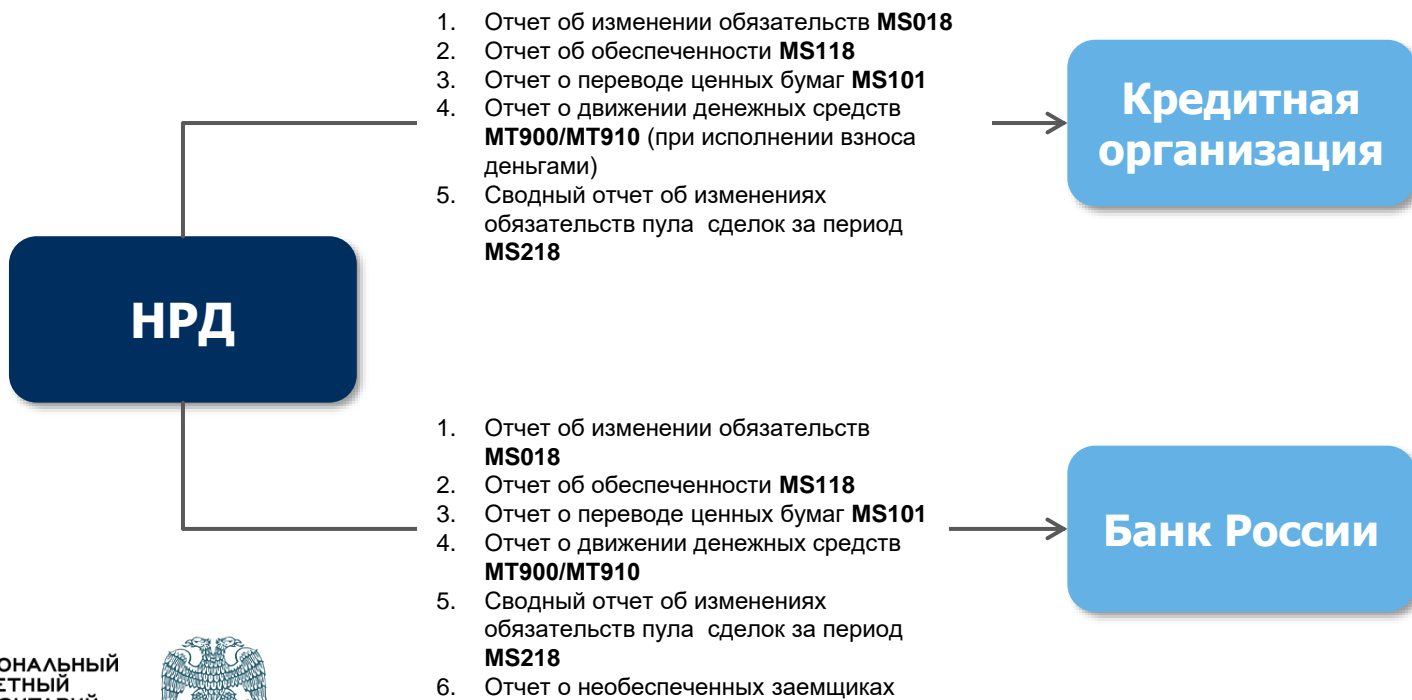 1. Отчет об изменении обязательств MS018
2. Отчет об обеспеченности MS118
3. Отчет о переводе ценных бумаг MS101
4. Отчет о движении денежных средств
MT900/MT910 (при исполнении взноса
деньгами)
5. Сводный отчет об изменениях
обязательств пула сделок за период
MS218
Кредитная
организация
НРД
1. Отчет об изменении обязательств
MS018
2. Отчет об обеспеченности MS118
3. Отчет о переводе ценных бумаг MS101
4. Отчет о движении денежных средств
MT900/MT910
5. Сводный отчет об изменениях
обязательств пула сделок за период
MS218
6. Отчет о необеспеченных заемщиках
Банк России